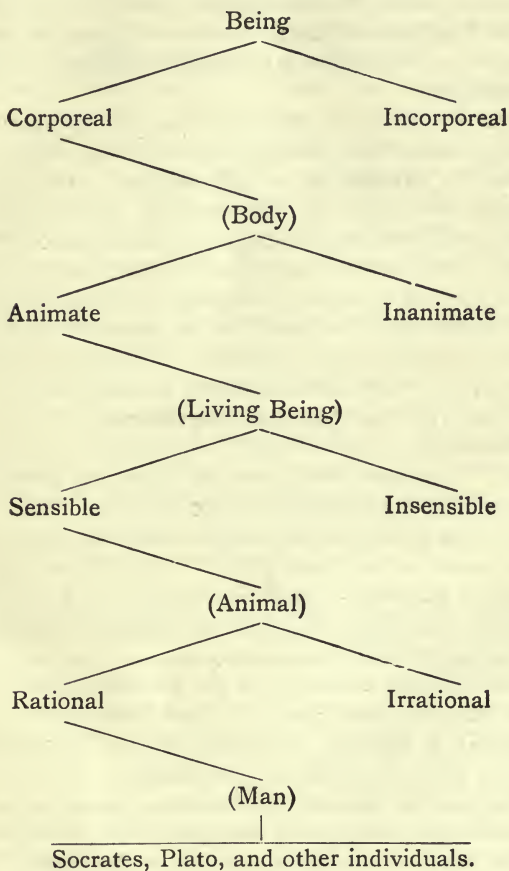 Being
Corporeal Incorporeal
(Body)
Animate Inanimate
(Living Being)
Sensible Insensible
(Animal)
Rational Irrational
(Man)
Socrates, Plato, and other individuals.